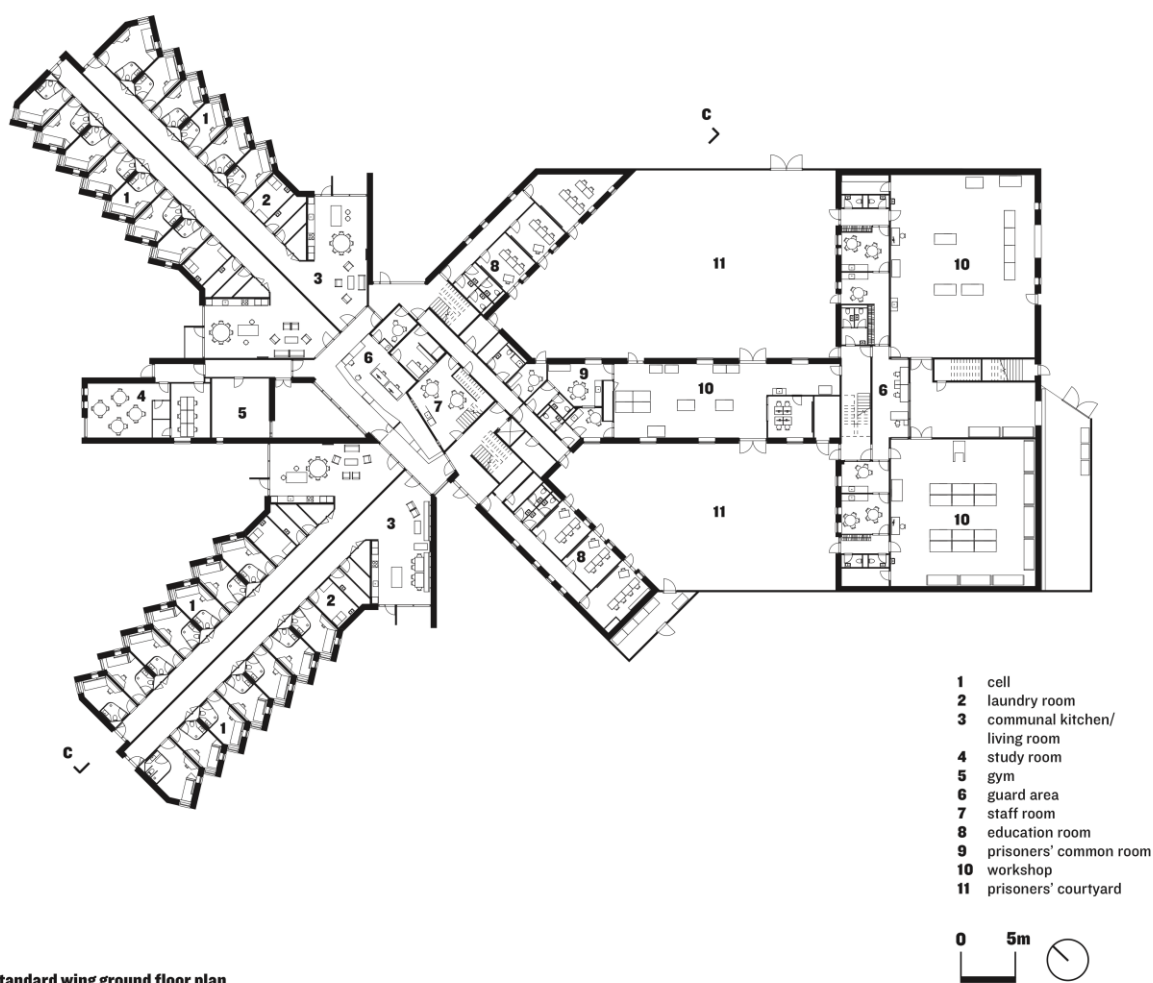 C
1
1
2
3
8
11
10
6
9
10
7
6
4
5
3
11
10
8
1
2
1
C
1 cell
2 laundry room
3 communal kitchen/
living room
4 study room
5 gym
6 guard area
7 staff room
8 education room
9 prisoners' common room
10 workshop
11 prisoners' courtyard
0 5m
tandard wing ground floor plan